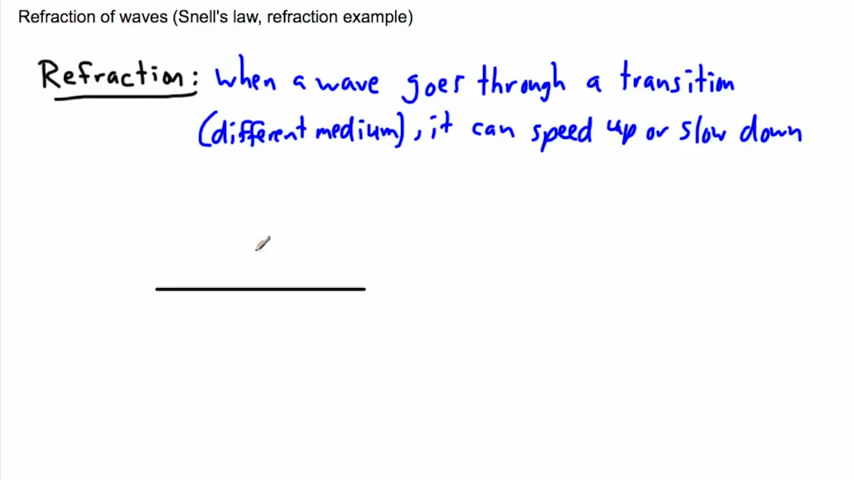 Refraction of waves (Snell's law, refraction example)
Refraction: when a wave goes through a transition
(different medium), it can speed up or slow down